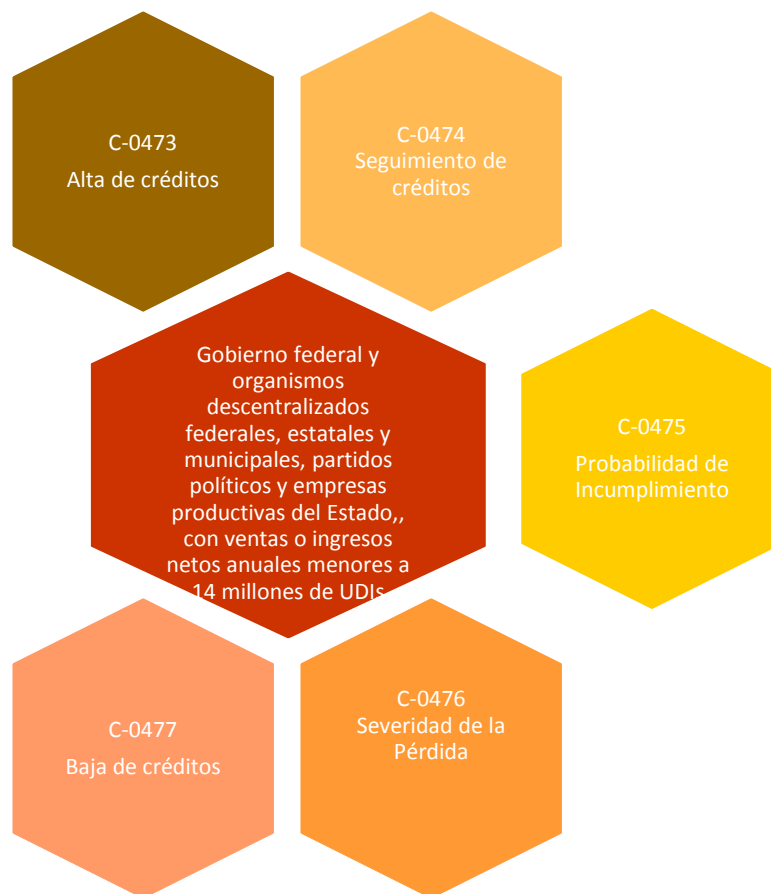 C-0473
Alta de créditos
C-0474
Seguimiento de
créditos
Gobierno federal y
organismos
descentralizados
federales, estatales y
municipales, partidos
políticos y empresas
productivas del Estado,,
con ventas o ingresos
netos anuales menores a
14 millones de UDIs
C-0475
Probabilidad de
Incumplimiento
C-0477
Baja de créditos
C-0476
Severidad de la
Pérdida